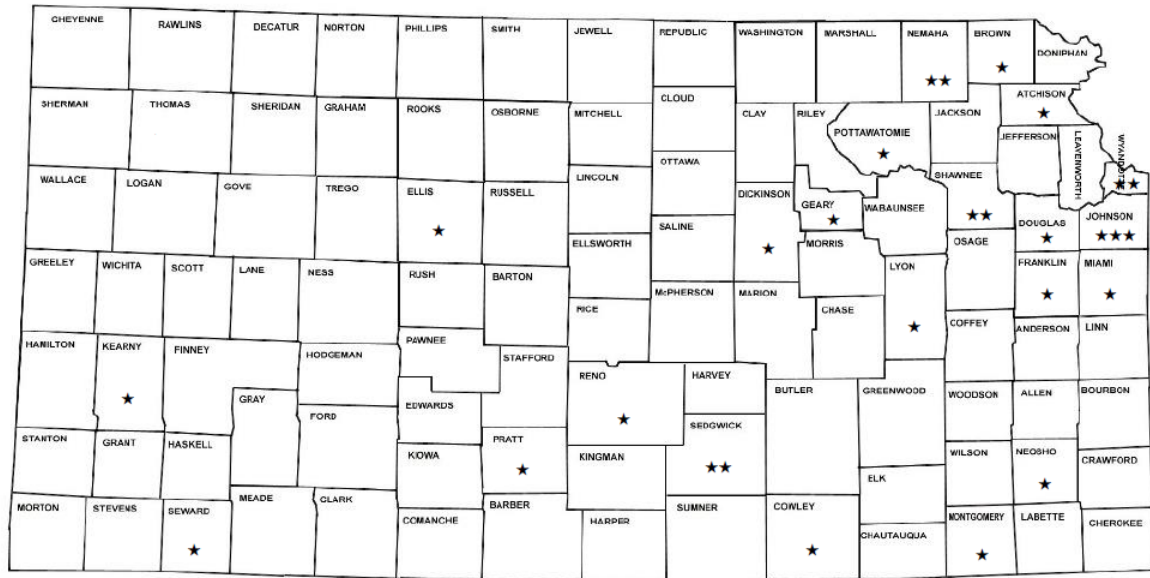 CHEYENNE RAWLINS DECATUR NORTON PHILLIPS SMITH JEWELL REPUBLIC WASHINGTON MARSHALL NEMAHA BROWN
DONIPHAN
SHERMAN THOMAS SHERIDAN GRAHAM ROOKS OSBORNE MITCHELL CLOUD CLAY RILEY POTTAWATOMIE JACKSON ATCHISON
JEFFERSON LEAVENWORTH WYANDOTTE
WALLACE LOGAN GOVE TREGO ELLIS RUSSELL LINCOLN OTTAWA DICKINSON GEARY WABAUNSEE SHAWNEE DOUGLAS JOHNSON
ELLSWORTH SALINE MORRIS OSAGE
GREELEY WICHITA SCOTT LANE NESS RUSH BARTON LYON FRANKLIN MIAMI
RICE McPHERSON MARION CHASE COFFEY ANDERSON LINN
HAMILTON KEARNY FINNEY HODGEMAN PAWNEE STAFFORD RENO HARVEY BUTLER GREENWOOD WOODSON ALLEN BOURBON
GRAY FORD EDWARDS SEDGWICK
STANTON GRANT HASKELL KIOWA PRATT KINGMAN ELK WILSON NEOSHO CRAWFORD
MORTON STEVENS SEWARD MEADE CLARK COMANCHE BARBER HARPER SUMNER COWLEY CHAUTAUQUA MONTGOMERY LABETTE CHEROKEE